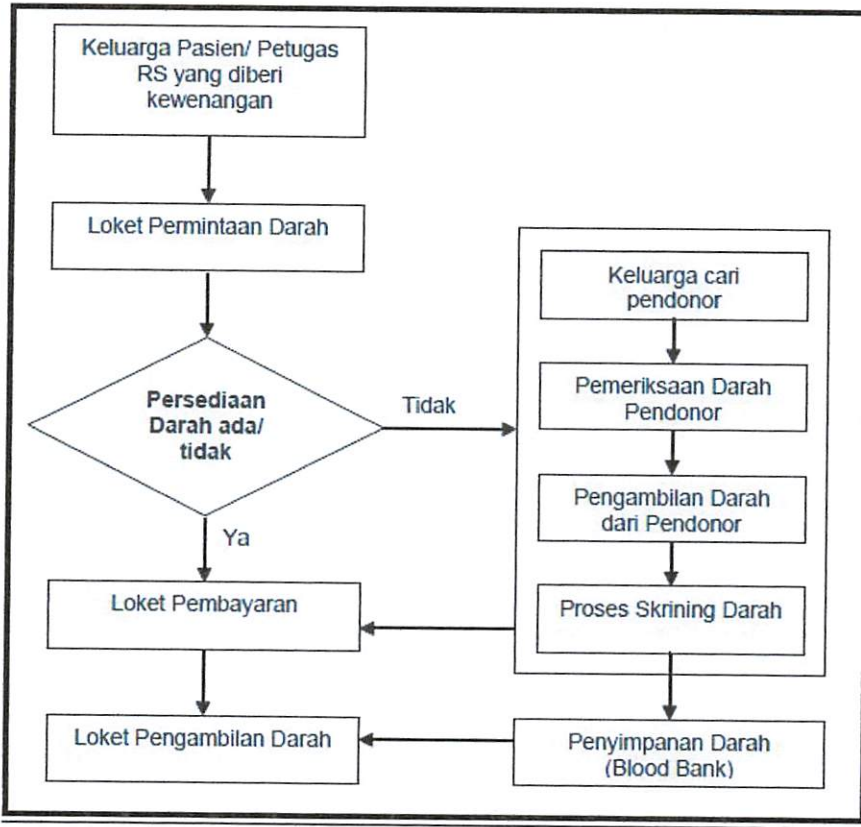 Keluarga Pasien/ Petugas
RS yang diberi
kewenangan
Loket Permintaan Darah
Persediaan
Darah ada/
tidak
Tidak
Ya
Loket Pembayaran
Loket Pengambilan Darah
Keluarga cari
pendonor
Pemeriksaan Darah
Pendonor
Pengambilan Darah
dari Pendonor
Proses Skrining Darah
Penyimpanan Darah
(Blood Bank)